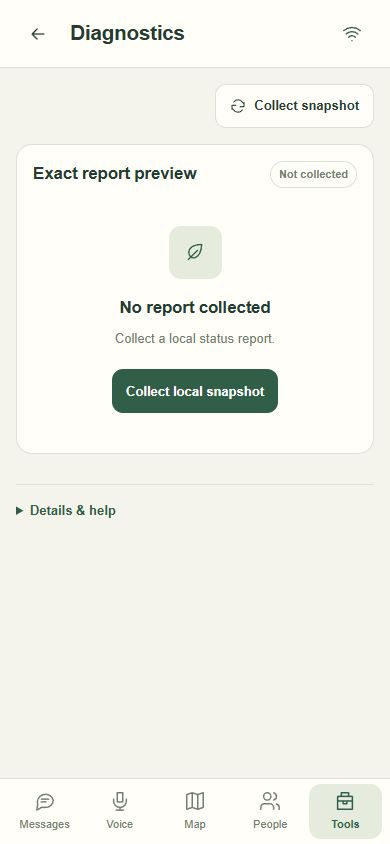 Diagnostics
Collect snapshot
Exact report preview
Not collected
No report collected
Collect a local status report.
Collect local snapshot
Details & help
Messages
Voice
Map
People
Tools